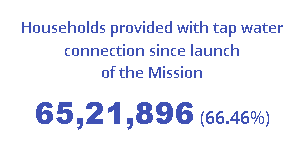 Households provided with tap water
connection since launch
of the Mission
65,21,896 (66.46%)